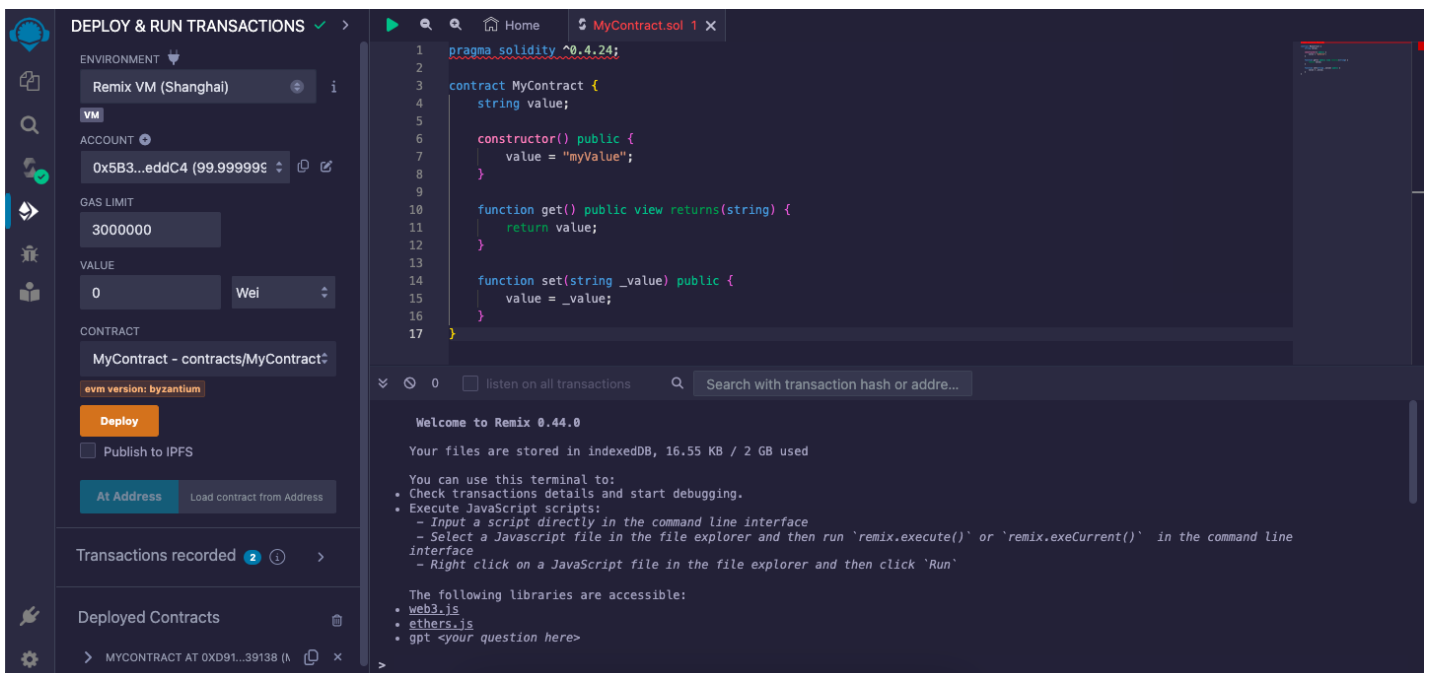 DEPLOY & RUN TRANSACTIONS
ENVIRONMENT
Remix VM (Shanghai)
VM
ACCOUNT
0x5B3...eddC4 (99.999999
GAS LIMIT
3000000
VALUE
0 Wei
CONTRACT
MyContract - contracts/MyContract
evm version: byzantium
Deploy
Publish to IPFS
At Address Load contract from Address
Transactions recorded 2
Deployed Contracts
MYCONTRACT AT 0XD91...39138 (
Home MyContract.sol 1
1 pragma solidity ^0.4.24;
2
3 contract MyContract {
4 string value;
5
6 constructor() public {
7 value = "myValue";
8 }
9
10 function get() public view returns(string) {
11 return value;
12 }
13
14 function set(string _value) public {
15 value = _value;
16 }
17 }
0 listen on all transactions Search with transaction hash or addre...
Welcome to Remix 0.44.0
Your files are stored in indexedDB, 16.55 KB / 2 GB used
You can use this terminal to:
• Check transactions details and start debugging.
• Execute JavaScript scripts:
- Input a script directly in the command line interface
- Select a Javascript file in the file explorer and then run `remix.execute()` or `remix.exeCurrent()` in the command line
interface
- Right click on a JavaScript file in the file explorer and then click `Run`
The following libraries are accessible:
• web3.js
• ethers.js
• gpt <your question here>
>